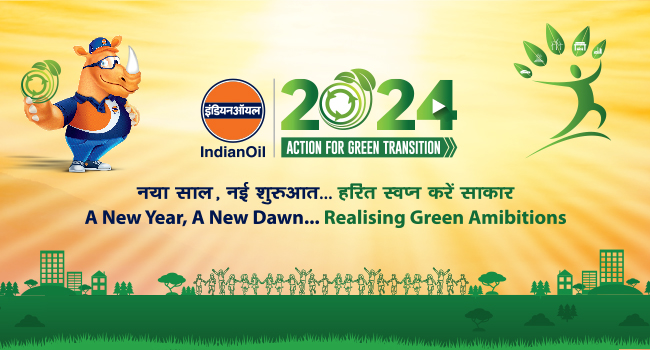 इंडियनऑयल
IndianOil
2024
ACTION FOR GREEN TRANSITION
नया साल, नई शुरुआत... हरित स्वप्न करें साकार
A New Year, A New Dawn... Realising Green Amibitions